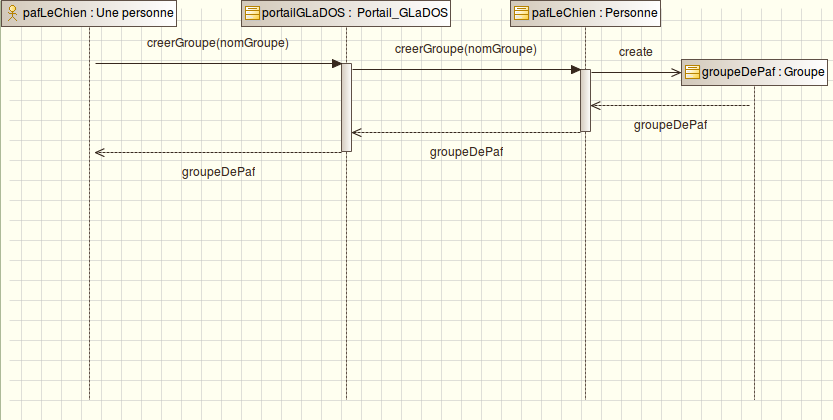 pafLeChien : Une personne
portailGLaDOS : Portail_GLaDOS
pafLeChien : Personne
creerGroupe(nomGroupe)
creerGroupe(nomGroupe)
create
groupeDePaf : Groupe
groupeDePaf
groupeDePaf
groupeDePaf